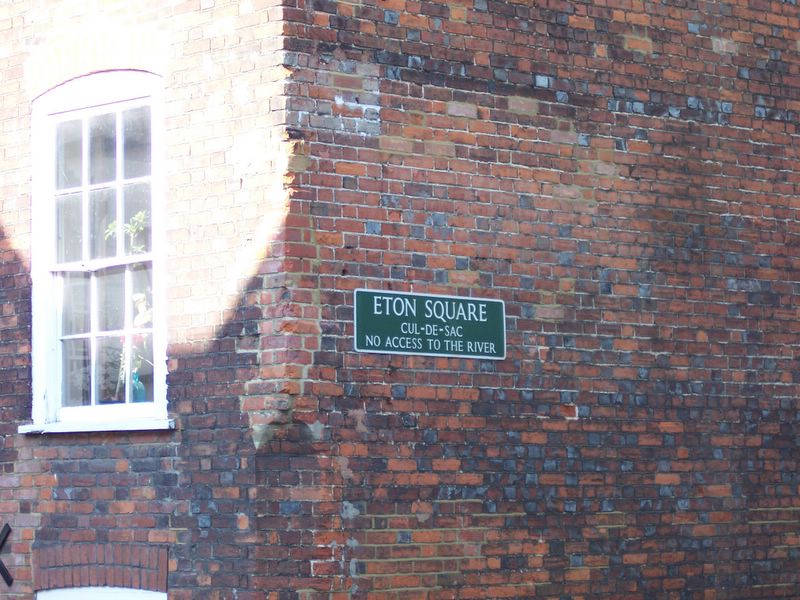 ETON SQUARE
CUL-DE-SAC
NO ACCESS TO THE RIVER